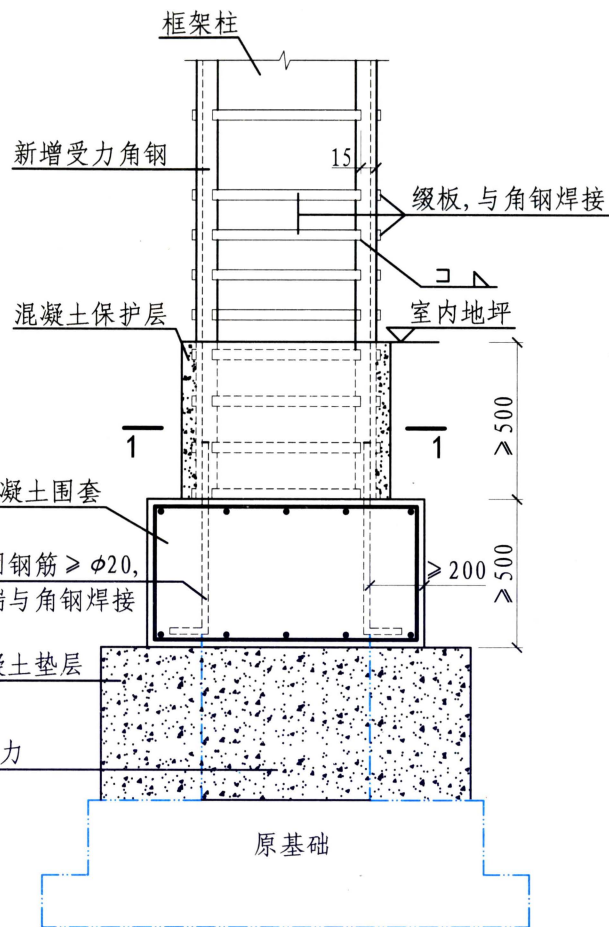 框架柱
新增受力角钢
15
缀板,与角钢焊接
混凝土保护层
室内地坪
1
1
≥500
凝土围套
钢筋≥ϕ20,
与角钢焊接
≥200
≥500
土垫层
力
原基础